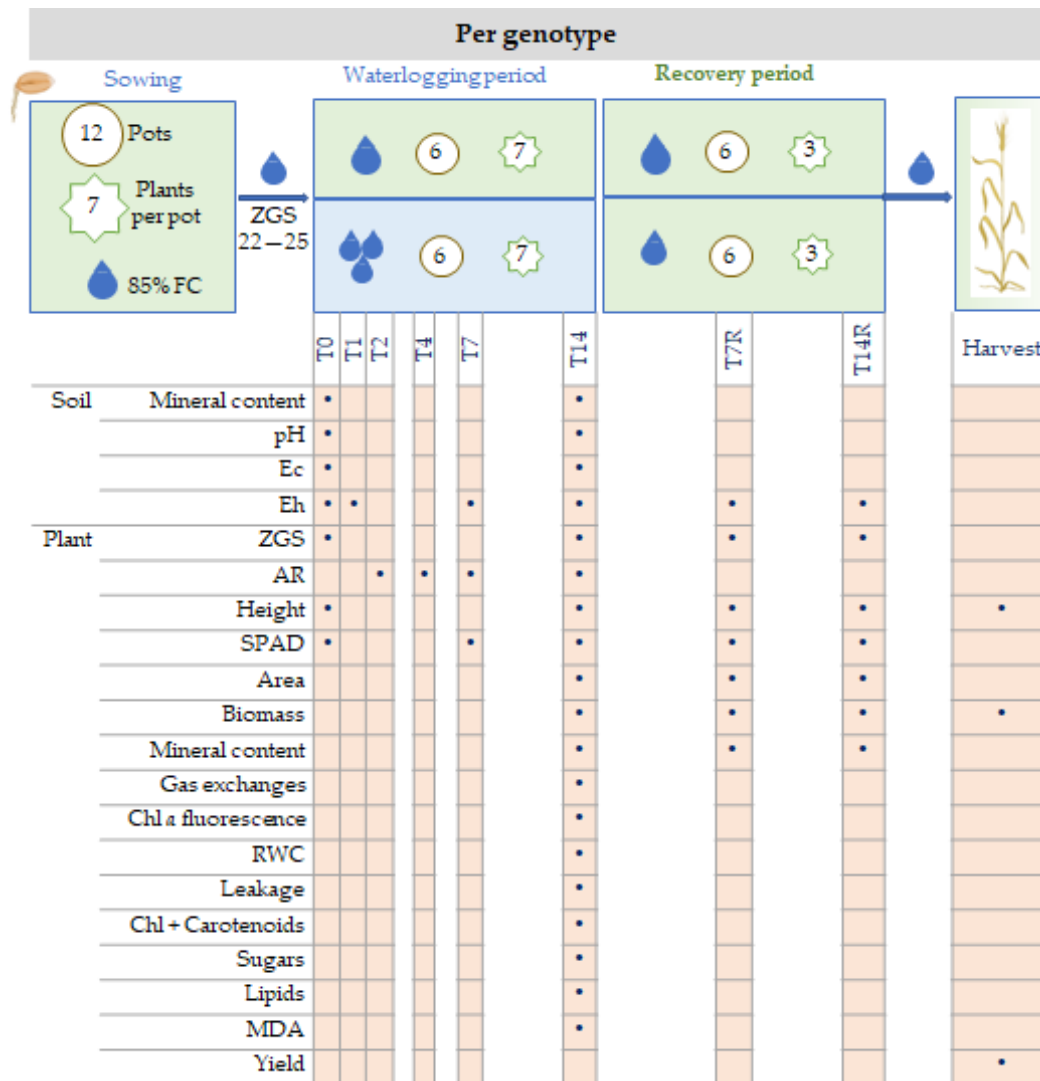 Per genotype
Sowing
Waterlogging period
Recovery period
12 Pots
7 Plants
per pot
85% FC
ZGS
22–25
6 7
6 7
6 3
6 3
T0 T1 T2 T4 T7 T14 T7R T14R Harvest
Soil Mineral content • •
pH • •
Ec • •
Eh • • • • • •
Plant ZGS • • • •
AR • • • •
Height • • • • •
SPAD • • • • •
Area • • •
Biomass • • • •
Mineral content • • •
Gas exchanges •
Chl a fluorescence •
RWC •
Leakage •
Chl + Carotenoids •
Sugars •
Lipids •
MDA •
Yield •